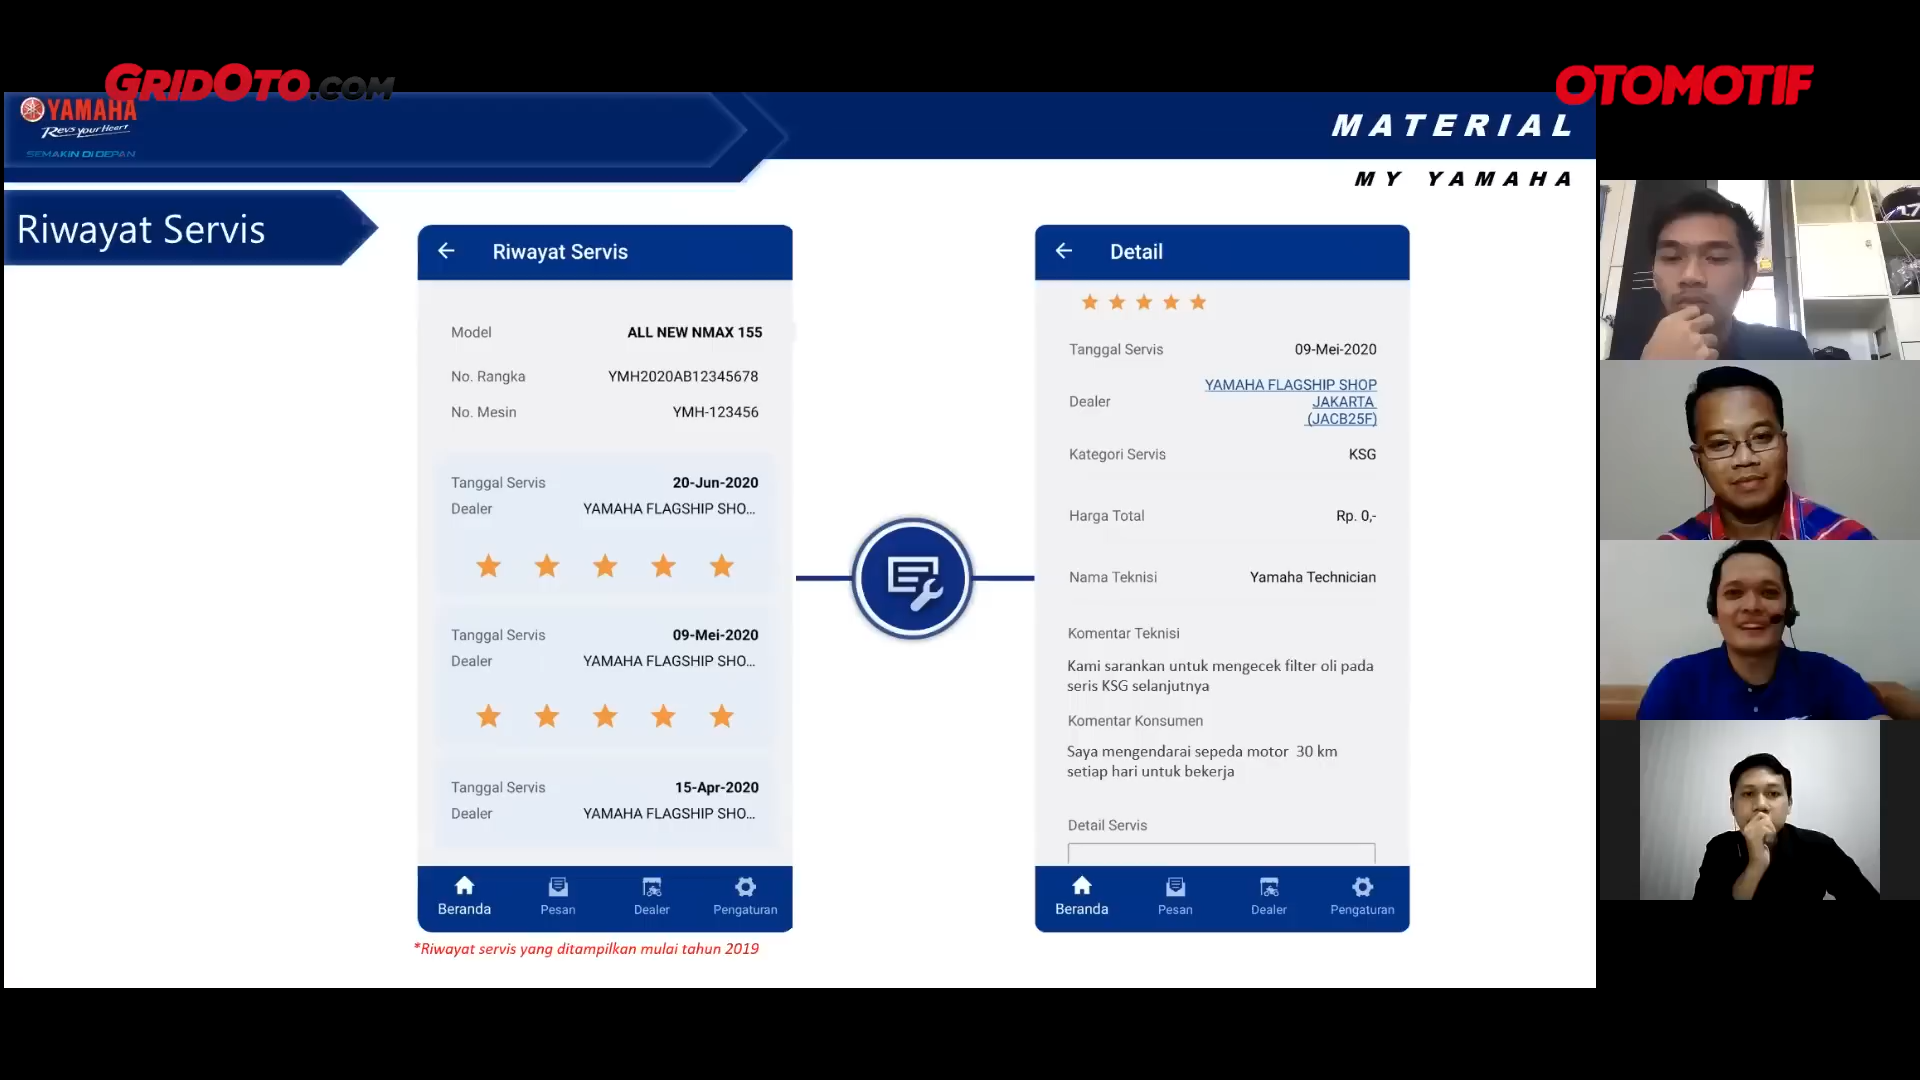 GRIDOTO.COM
OTOMOTIF
YAMAHA
Revs Your Heart
SEMAKIN DI DEPAN
MATERIAL
MY YAMAHA
Riwayat Servis
Riwayat Servis
Model ALL NEW NMAX 155
No. Rangka YMH2020AB12345678
No. Mesin YMH-123456
Tanggal Servis 20-Jun-2020
Dealer YAMAHA FLAGSHIP SHO...
Tanggal Servis 09-Mei-2020
Dealer YAMAHA FLAGSHIP SHO...
Tanggal Servis 15-Apr-2020
Dealer YAMAHA FLAGSHIP SHO...
Beranda Pesan Dealer Pengaturan
*Riwayat servis yang ditampilkan mulai tahun 2019
Detail
Tanggal Servis 09-Mei-2020
Dealer YAMAHA FLAGSHIP SHOP
JAKARTA
(JACB25F)
Kategori Servis KSG
Harga Total Rp. 0,-
Nama Teknisi Yamaha Technician
Komentar Teknisi
Kami sarankan untuk mengecek filter oli pada
seris KSG selanjutnya
Komentar Konsumen
Saya mengendarai sepeda motor 30 km
setiap hari untuk bekerja
Detail Servis
Beranda Pesan Dealer Pengaturan